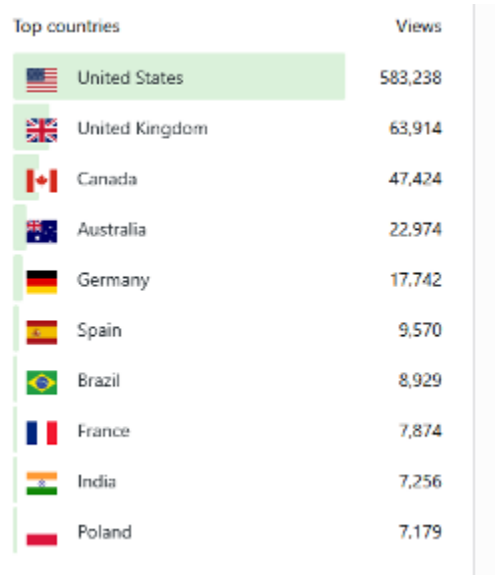 Top countries Views
United States 583,238
United Kingdom 63,914
Canada 47,424
Australia 22,974
Germany 17,742
Spain 9,570
Brazil 8,929
France 7,874
India 7,256
Poland 7,179